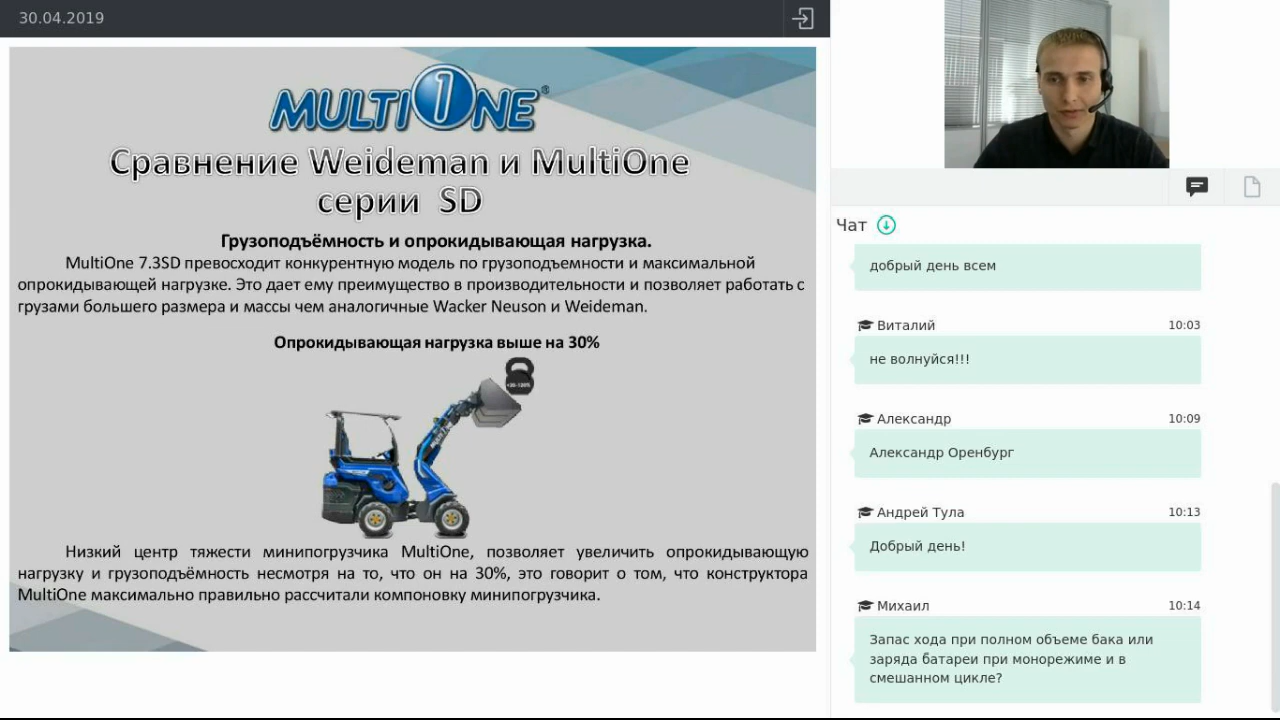 30.04.2019
MULTIONE®
Сравнение Weideman и MultiOne
серии SD
Грузоподъёмность и опрокидывающая нагрузка.
MultiOne 7.3SD превосходит конкурентную модель по грузоподъемности и максимальной
опрокидывающей нагрузке. Это дает ему преимущество в производительности и позволяет работать с
грузами большего размера и массы чем аналогичные Wacker Neuson и Weideman.
Опрокидывающая нагрузка выше на 30%
Низкий центр тяжести минипогрузчика MultiOne, позволяет увеличить опрокидывающую
нагрузку и грузоподъёмность несмотря на то, что он на 30%, это говорит о том, что конструктора
MultiOne максимально правильно рассчитали компоновку минипогрузчика.
Чат
добрый день всем
Виталий 10:03
не волнуйся!!!
Александр 10:09
Александр Оренбург
Андрей Тула 10:13
Добрый день!
Михаил 10:14
Запас хода при полном объеме бака или
заряда батареи при монорежиме и в
смешанном цикле?